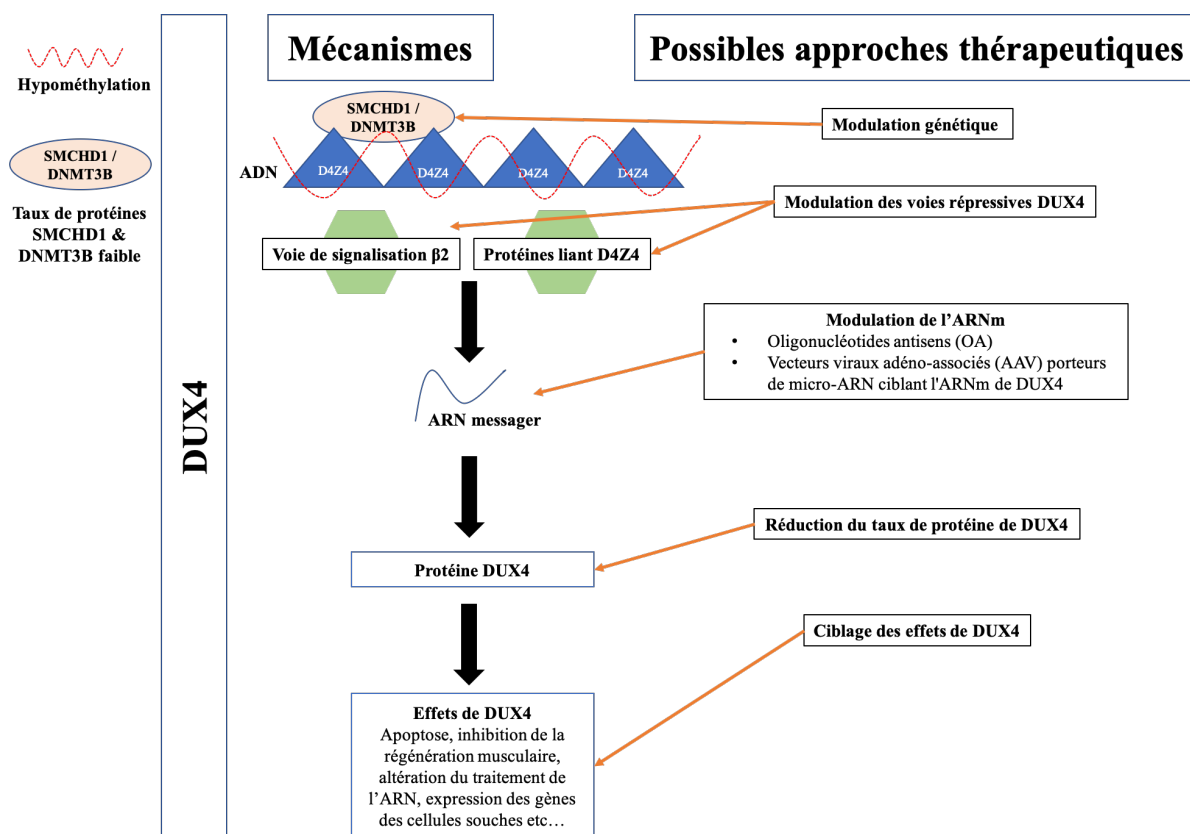 Mécanismes
Possibles approches thérapeutiques
Hypométhylation
SMCHD1 /
DNMT3B
Taux de protéines
SMCHD1 &
DNMT3B faible
DUX4
SMCHD1 /
DNMT3B
Modulation génétique
ADN
D4Z4
D4Z4
D4Z4
D4Z4
Modulation des voies répressives DUX4
Voie de signalisation β2
Protéines liant D4Z4
Modulation de l’ARNm
• Oligonucléotides antisens (OA)
• Vecteurs viraux adéno-associés (AAV) porteurs
de micro-ARN ciblant l'ARNm de DUX4
ARN messager
Réduction du taux de protéine de DUX4
Protéine DUX4
Ciblage des effets de DUX4
Effets de DUX4
Apoptose, inhibition de la
régénération musculaire,
altération du traitement de
l’ARN, expression des gènes
des cellules souches etc…